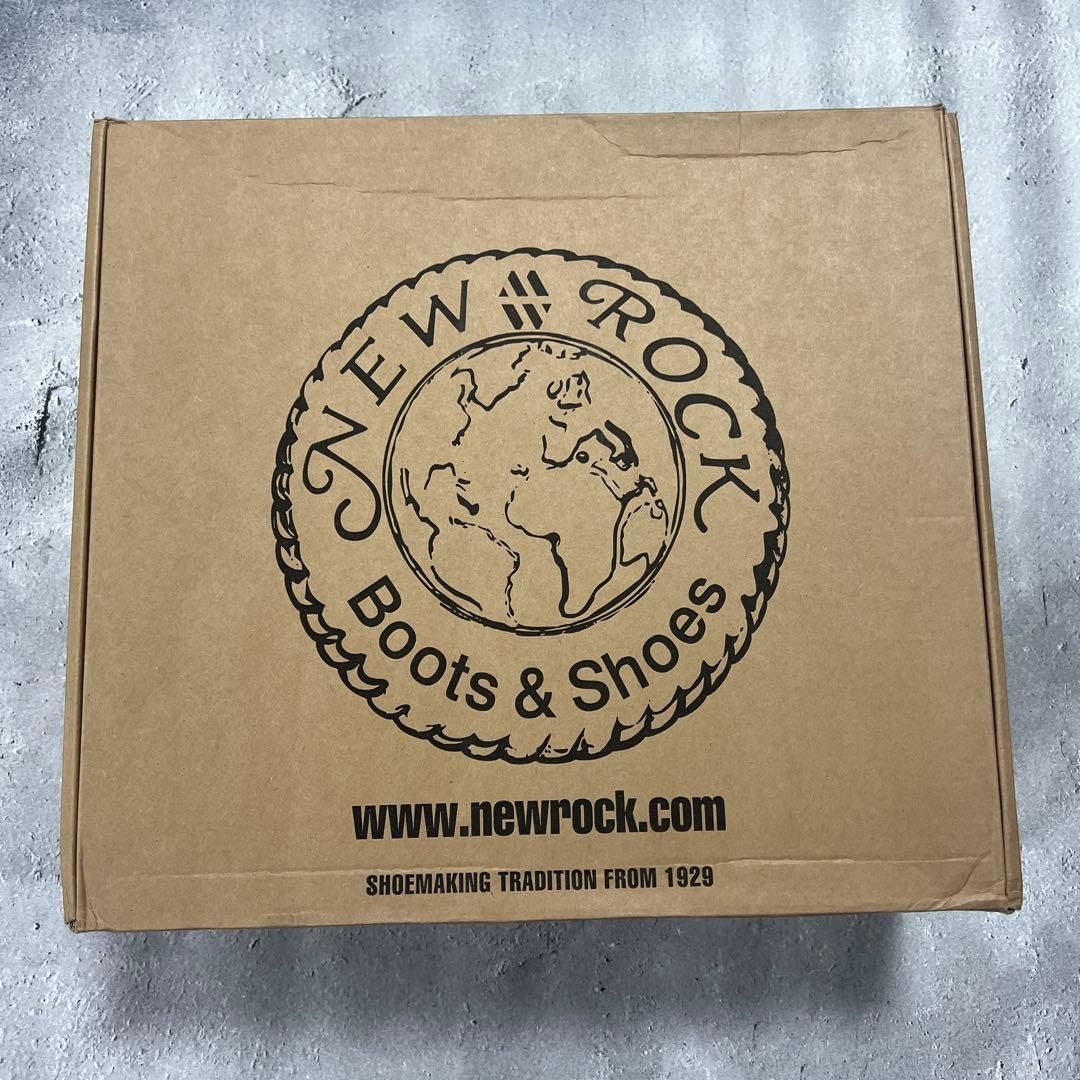 NEW ROCK
Boots & Shoes
www.newrock.com
SHOEMAKING TRADITION FROM 1929